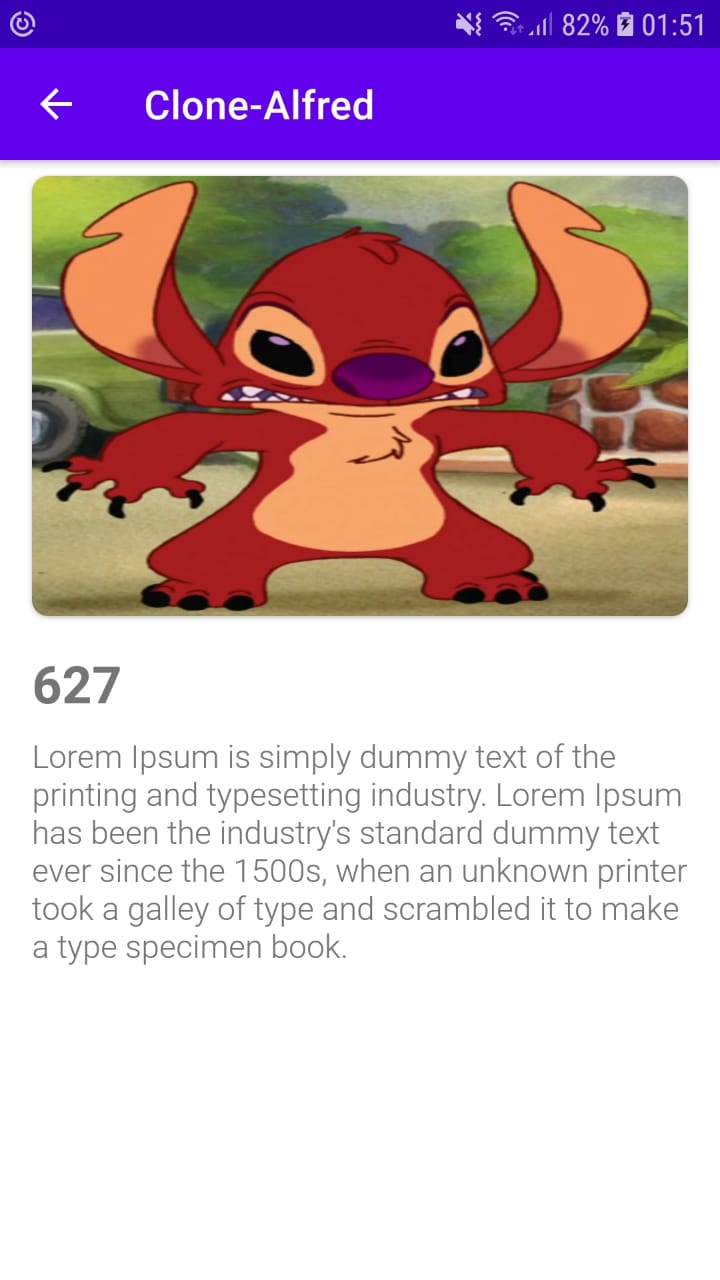 82% 01:51
Clone-Alfred
627
Lorem Ipsum is simply dummy text of the
printing and typesetting industry. Lorem Ipsum
has been the industry's standard dummy text
ever since the 1500s, when an unknown printer
took a galley of type and scrambled it to make
a type specimen book.